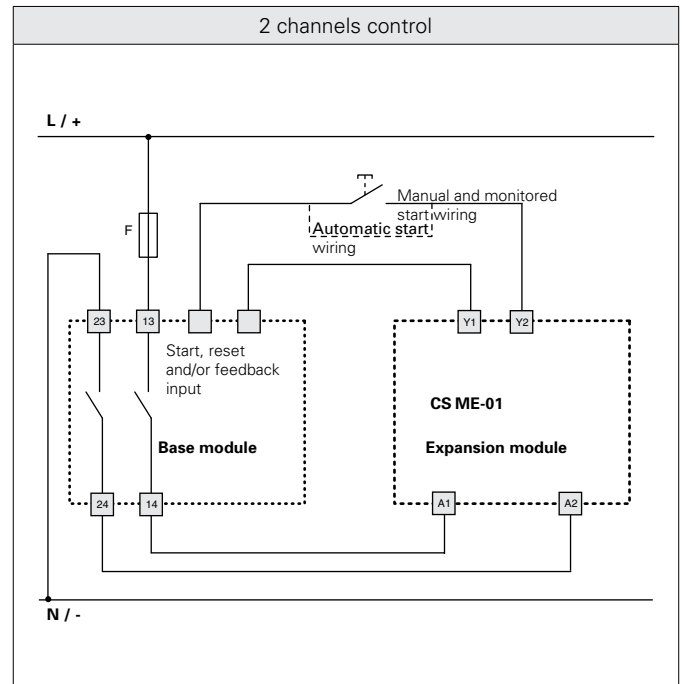 2 channels control
L / +
Manual and monitored
start wiring
Automatic start
wiring
F
23
13
Y1
Y2
Start, reset
and/or feedback
input
CS ME-01
Base module
Expansion module
24
14
A1
A2
N / -